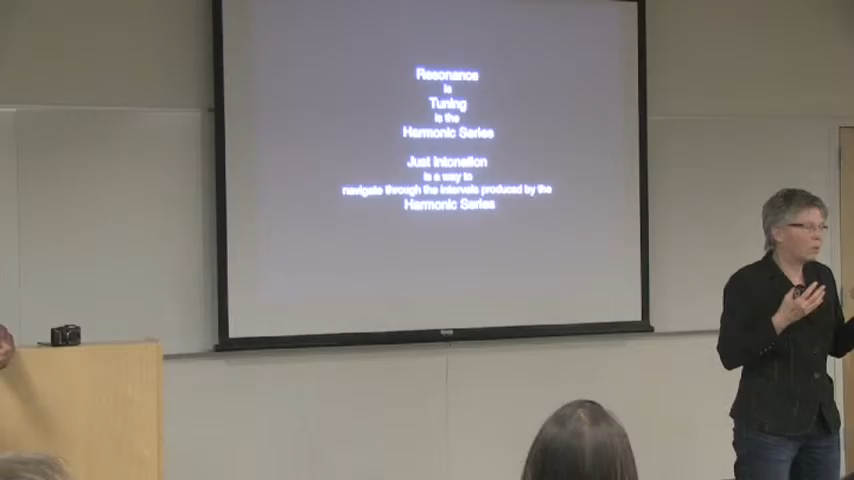 Resonance
is
Tuning
is the
Harmonic Series
Just Intonation
is a way to
navigate through the intervals produced by the
Harmonic Series